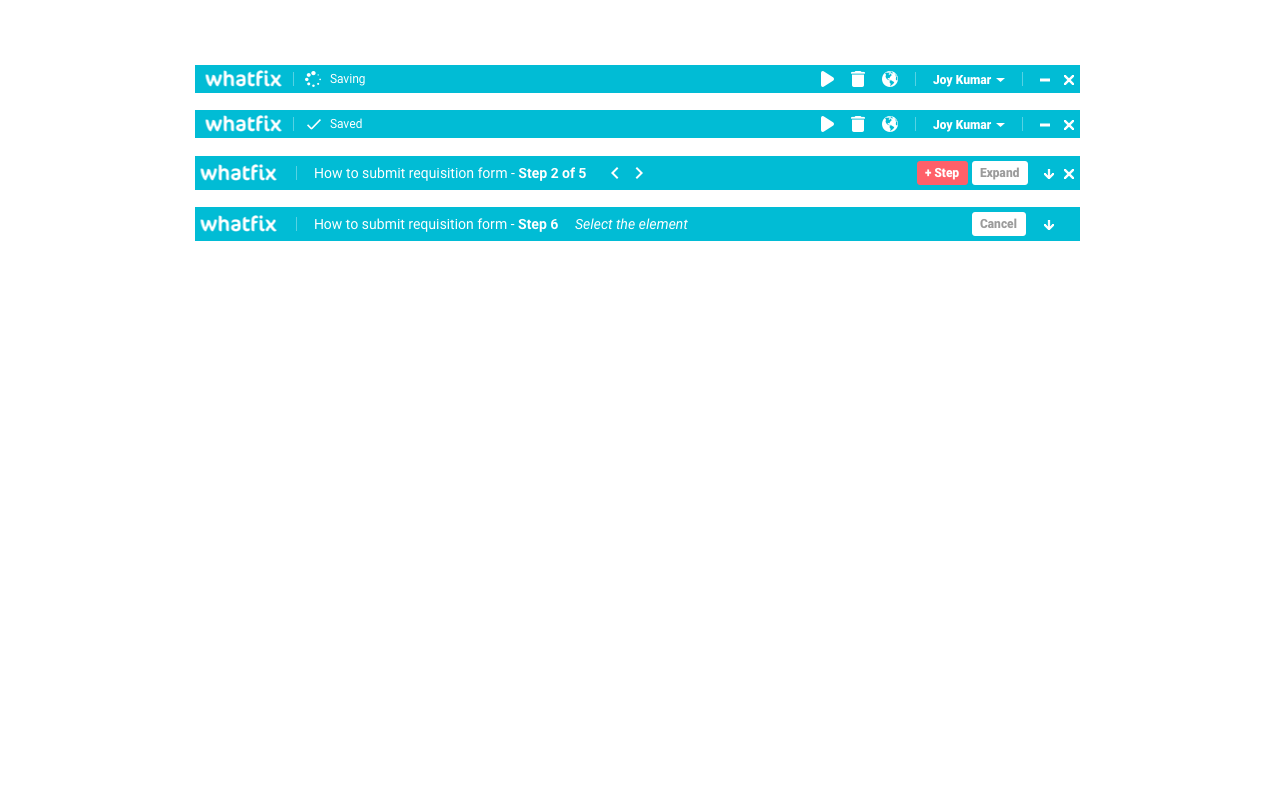 whatfix Saving Joy Kumar
whatfix Saved Joy Kumar
whatfix How to submit requisition form - Step 2 of 5 + Step Expand
whatfix How to submit requisition form - Step 6 Select the element Cancel